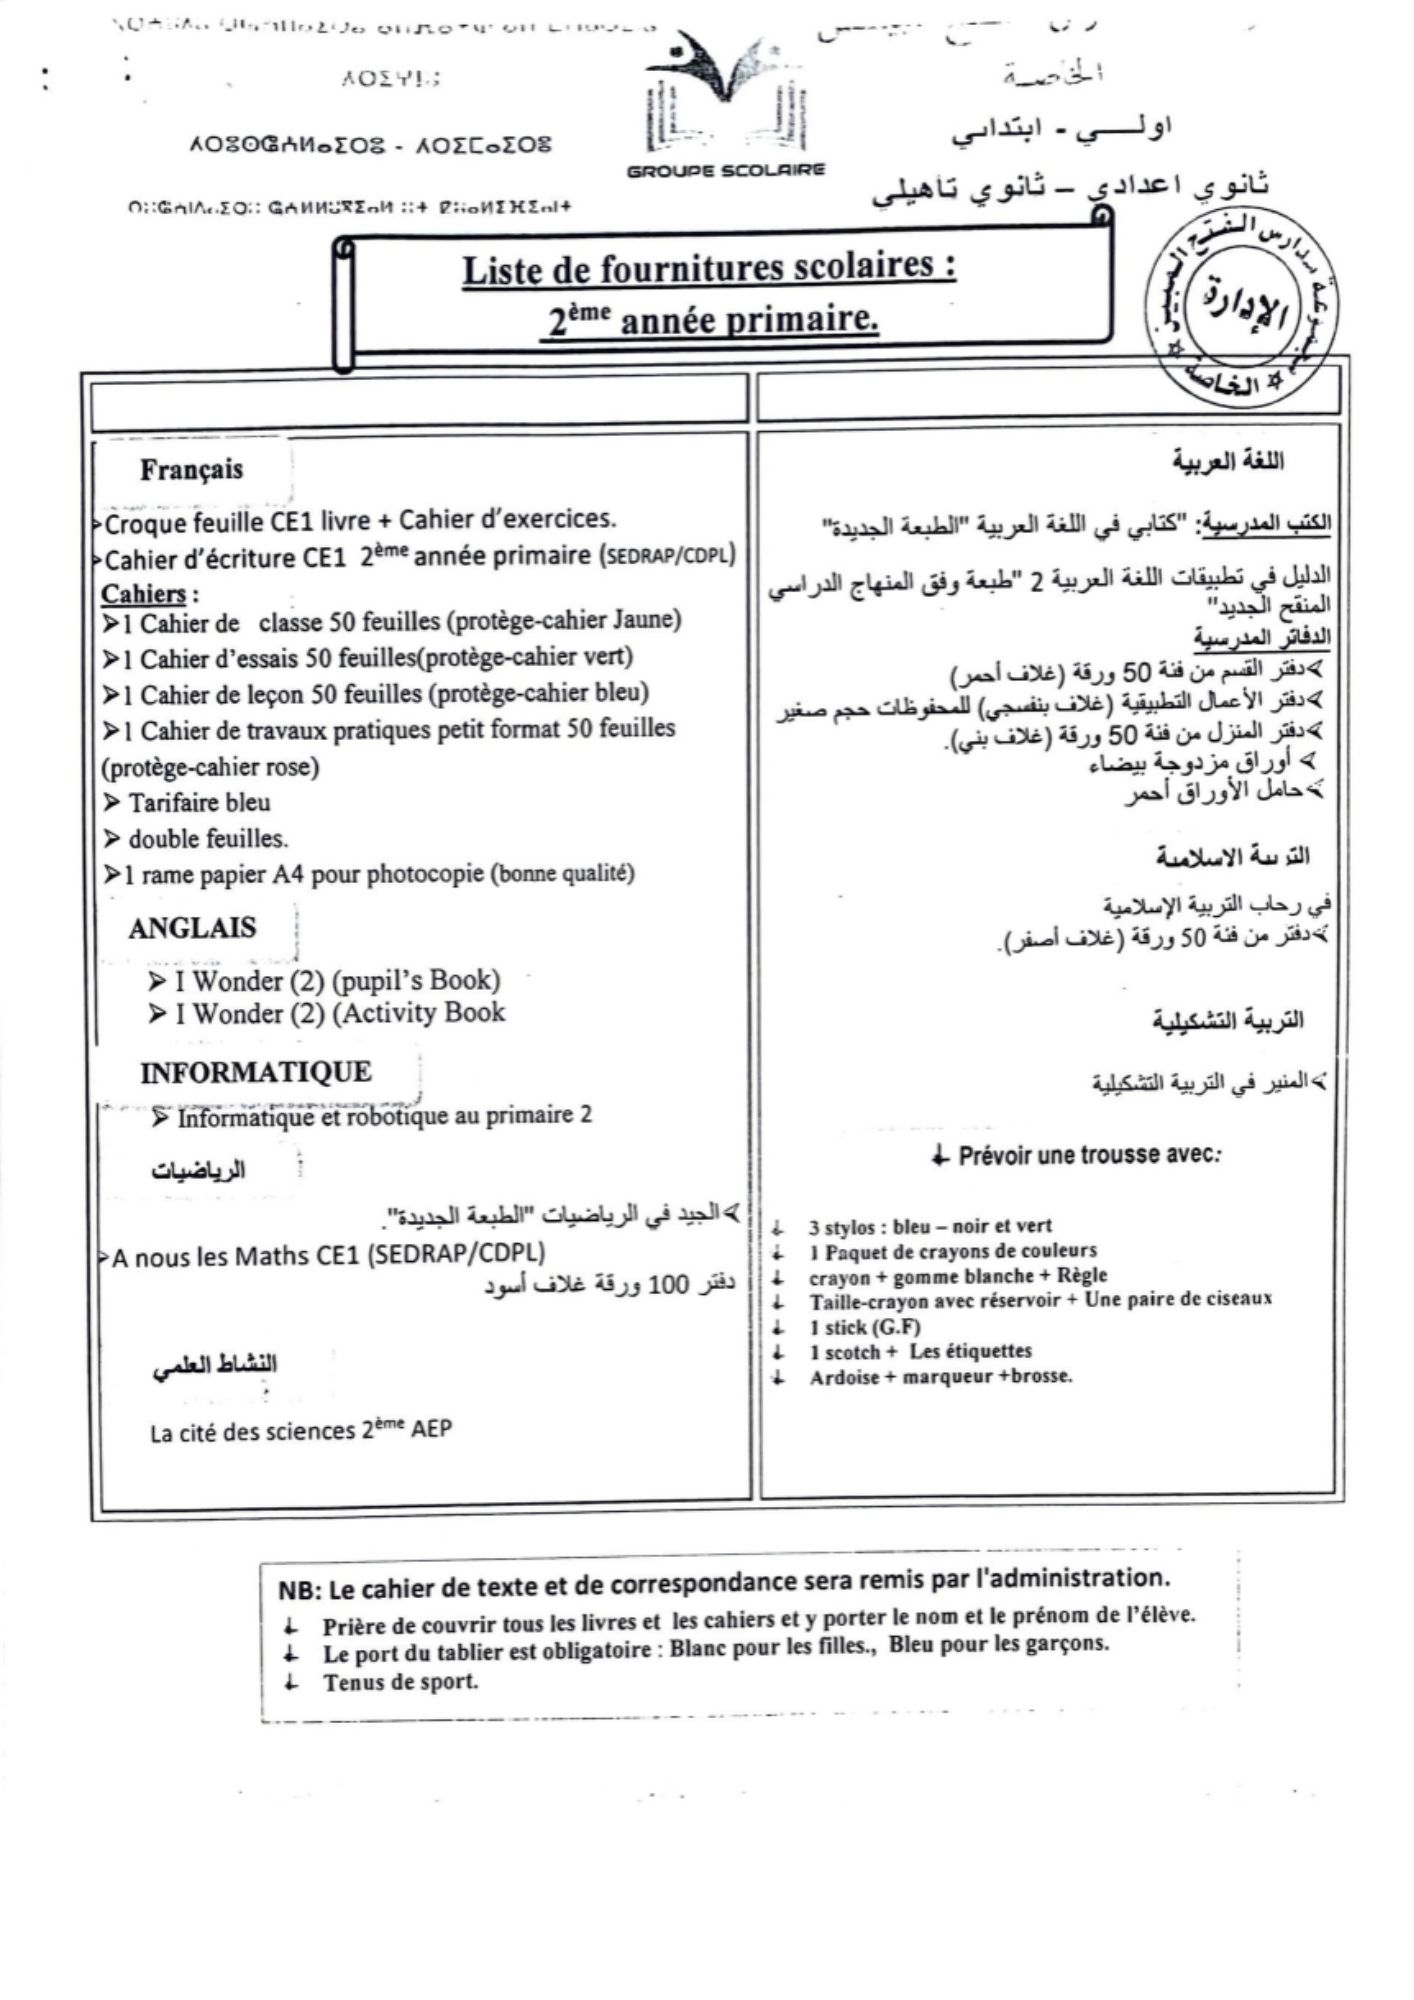 الخاصة
ⴷⵔⵓⵙⴳⵄⵍⴰⵉⵔⵓ - ⴷⵔⵉⵎⴰⵉⵔⵓ
GROUPE SCOLAIRE
اولـي - ابتدائي
ثانوي اعدادي – ثانوي تاهيلي
مجموعة مدارس الفتح المبين
الخاصة
الإدارة
Liste de fournitures scolaires :
2ème année primaire.
Français
➢Croque feuille CE1 livre + Cahier d’exercices.
➢Cahier d’écriture CE1 2ème année primaire (SEDRAP/CDPL)
Cahiers :
➢1 Cahier de classe 50 feuilles (protège-cahier Jaune)
➢1 Cahier d’essais 50 feuilles(protège-cahier vert)
➢1 Cahier de leçon 50 feuilles (protège-cahier bleu)
➢1 Cahier de travaux pratiques petit format 50 feuilles
(protège-cahier rose)
➢ Tarifaire bleu
➢ double feuilles.
➢1 rame papier A4 pour photocopie (bonne qualité)
ANGLAIS
➢ I Wonder (2) (pupil’s Book)
➢ I Wonder (2) (Activity Book
INFORMATIQUE
➢ Informatique et robotique au primaire 2
الرياضيات
➢الجيد في الرياضيات "الطبعة الجديدة".
➢A nous les Maths CE1 (SEDRAP/CDPL)
دفتر 100 ورقة غلاف أسود
النشاط العلمي
La cité des sciences 2ème AEP
اللغة العربية
الكتب المدرسية: "كتابي في اللغة العربية "الطبعة الجديدة"
الدليل في تطبيقات اللغة العربية 2 "طبعة وفق المنهاج الدراسي
المنقح الجديد"
الدفاتر المدرسية
➢دفتر القسم من فئة 50 ورقة (غلاف أحمر)
➢دفتر الأعمال التطبيقية (غلاف بنفسجي) للمحفوظات حجم صغير
➢دفتر المنزل من فئة 50 ورقة (غلاف بني).
➢ أوراق مزدوجة بيضاء
➢حامل الأوراق أحمر
التربية الاسلامية
في رحاب التربية الإسلامية
➢دفتر من فئة 50 ورقة (غلاف أصفر).
التربية التشكيلية
➢المنير في التربية التشكيلية
Prévoir une trousse avec:
3 stylos : bleu – noir et vert
1 Paquet de crayons de couleurs
crayon + gomme blanche + Règle
Taille-crayon avec réservoir + Une paire de ciseaux
1 stick (G.F)
1 scotch + Les étiquettes
Ardoise + marqueur +brosse.
NB: Le cahier de texte et de correspondance sera remis par l'administration.
Prière de couvrir tous les livres et les cahiers et y porter le nom et le prénom de l’élève.
Le port du tablier est obligatoire : Blanc pour les filles., Bleu pour les garçons.
Tenus de sport.